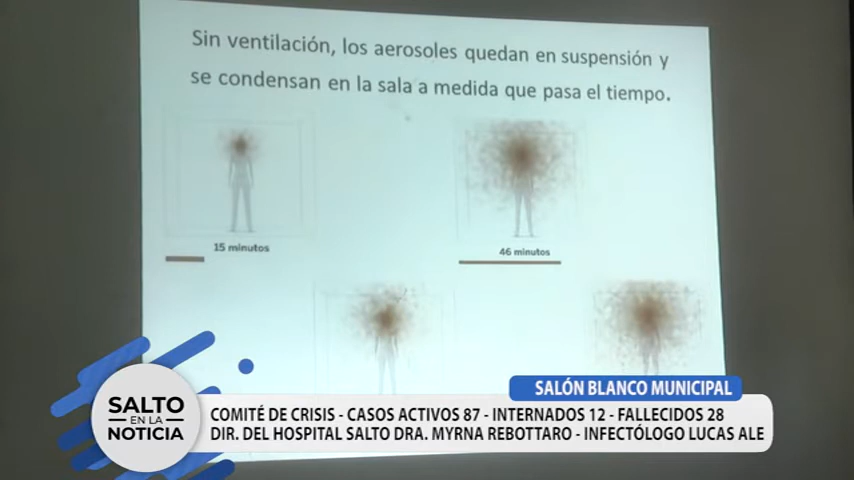 Sin ventilación, los aerosoles quedan en suspensión y
se condensan en la sala a medida que pasa el tiempo.
15 minutos
46 minutos
SALÓN BLANCO MUNICIPAL
SALTO
EN LA
NOTICIA
COMITÉ DE CRISIS - CASOS ACTIVOS 87 - INTERNADOS 12 - FALLECIDOS 28
DIR. DEL HOSPITAL SALTO DRA. MYRNA REBOTTARO - INFECTÓLOGO LUCAS ALE